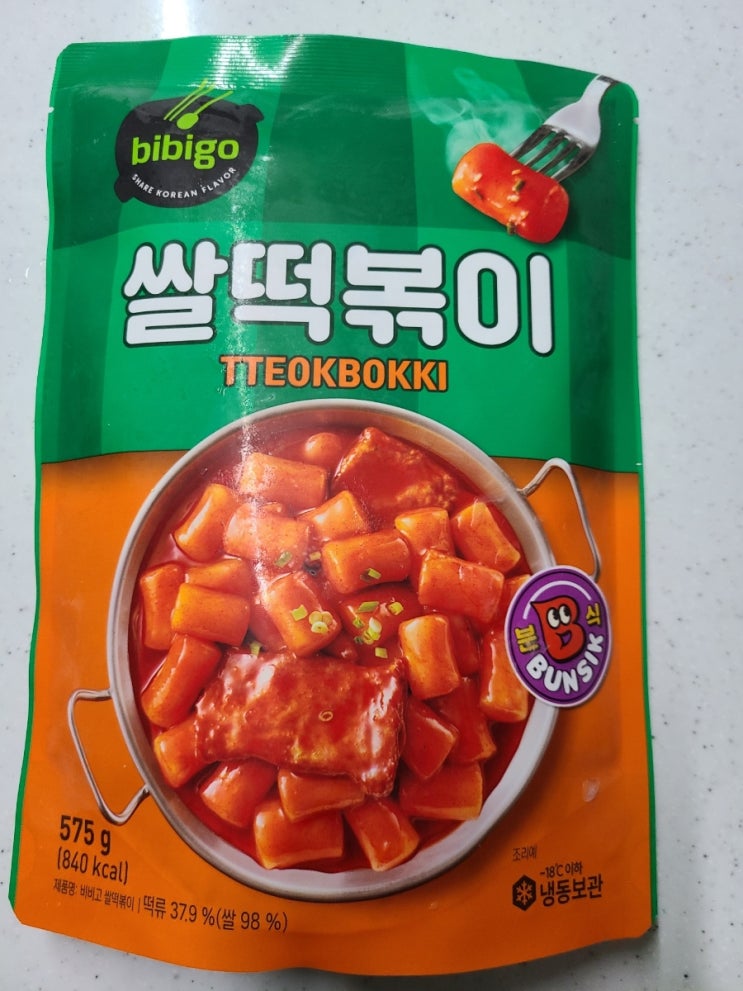 bibigo
SHARE KOREAN FLAVOR
쌀떡볶이
TTEOKBOKKI
분식
B
BUNSIK
575 g
(840 kcal)
제품명: 비비고 쌀떡볶이 | 떡류 37.9 %(쌀 98 %)
조리예
-18℃ 이하
냉동보관